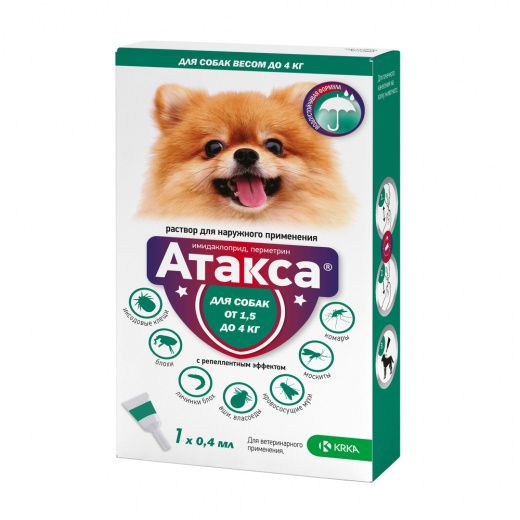 ДЛЯ СОБАК ВЕСОМ ДО 4 КГ
ВОДОСТОЙКАЯ ФОРМУЛА
раствор для наружного применения
имидаклоприд, перметрин
Атакса®
ДЛЯ СОБАК
ОТ 1,5
ДО 4 КГ
с репеллентным эффектом
иксодовые клещи
блохи
личинки блох
вши, власоеды
кровососущие мухи
москиты
комары
1 х 0,4 мл
Для ветеринарного
применения.
KRKA